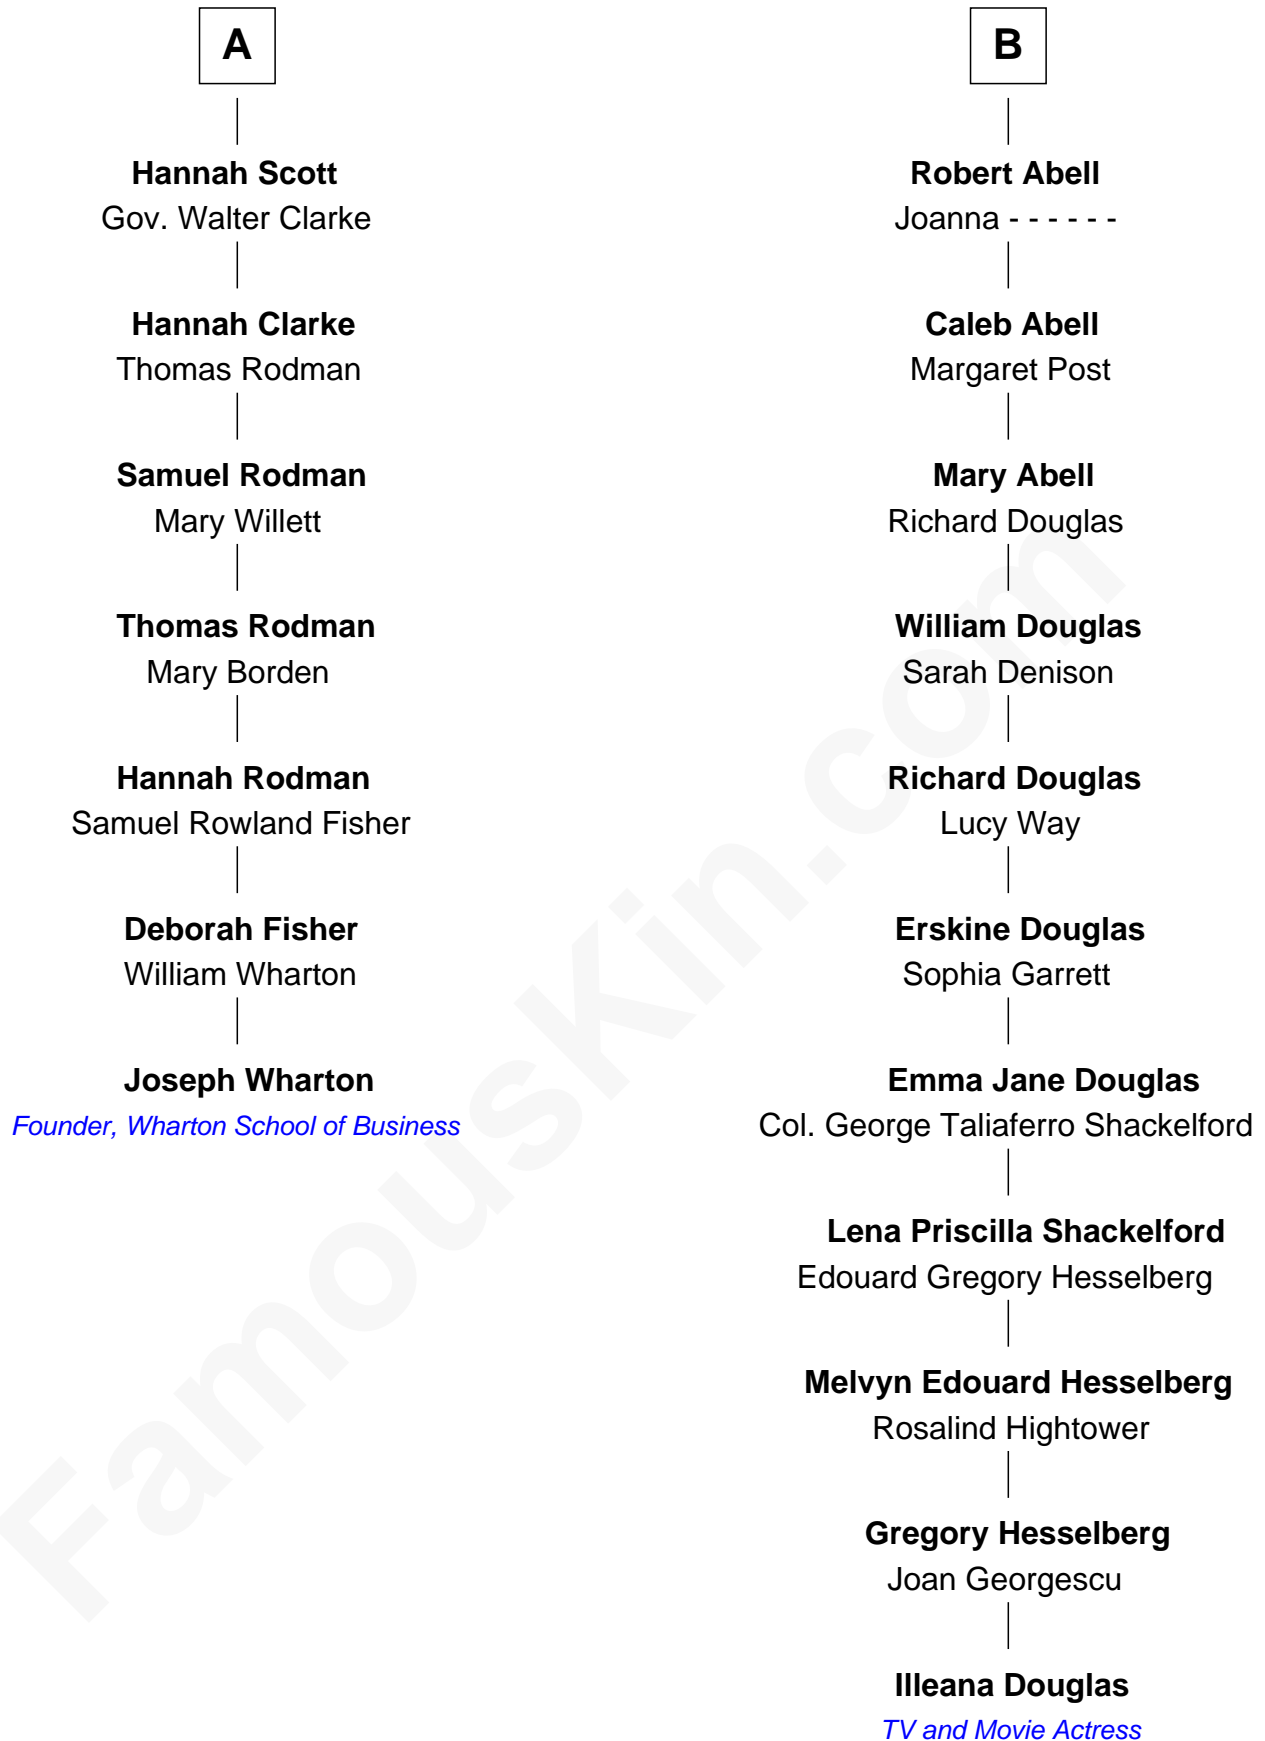 A
Hannah Scott
Gov. Walter Clarke
Hannah Clarke
Thomas Rodman
Samuel Rodman
Mary Willett
Thomas Rodman
Mary Borden
Hannah Rodman
Samuel Rowland Fisher
Deborah Fisher
William Wharton
Joseph Wharton
Founder, Wharton School of Business
B
Robert Abell
Joanna - - - - - -
Caleb Abell
Margaret Post
Mary Abell
Richard Douglas
William Douglas
Sarah Denison
Richard Douglas
Lucy Way
Erskine Douglas
Sophia Garrett
Emma Jane Douglas
Col. George Taliaferro Shackelford
Lena Priscilla Shackelford
Edouard Gregory Hesselberg
Melvyn Edouard Hesselberg
Rosalind Hightower
Gregory Hesselberg
Joan Georgescu
Illeana Douglas
TV and Movie Actress
FamousKin.com